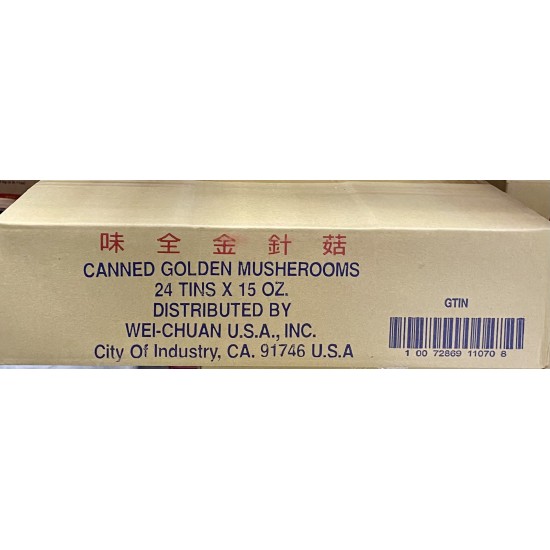 味全金針菇
CANNED GOLDEN MUSHEROOMS
24 TINS X 15 OZ.
DISTRIBUTED BY
WEI-CHUAN U.S.A., INC.
City Of Industry, CA. 91746 U.S.A
GTIN
1 00 72869 11070 8